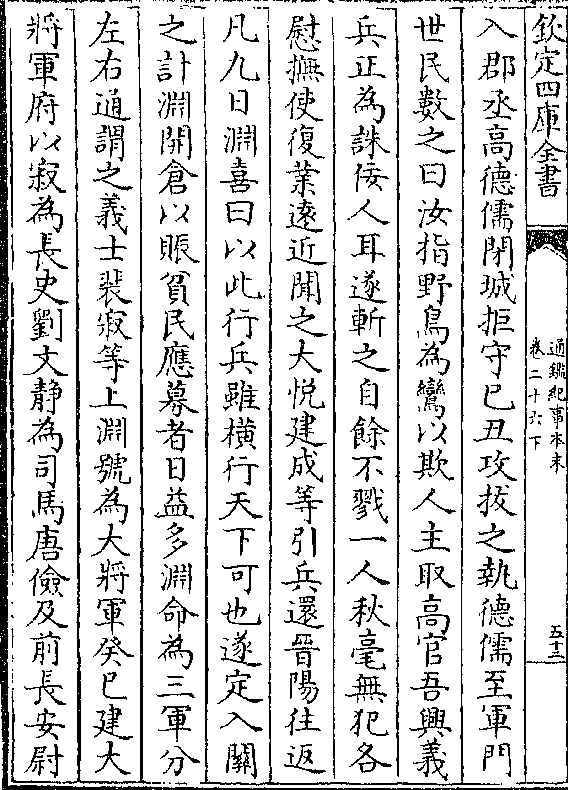 欽定四庫全書
通鑑紀事本末
卷二十六下
五十二
入郡丞高德儒閉城拒守已丑攻拔之執德儒至軍門
世民數之曰汝指野鳥為鸞以欺人主取高官吾興義
兵正為誅佞人耳遂斬之自餘不戮一人秋毫無犯各
慰撫使復業遠近聞之大悅建成等引兵還晉陽往返
凡九日淵喜曰以此行兵雖橫行天下可也遂定入關
之計淵開倉以賑貧民應募者日益多淵命為三軍分
左右通謂之義士裴寂等上淵號為大將軍癸巳建大
將軍府以寂為長史劉文靜為司馬唐儉及前長安尉